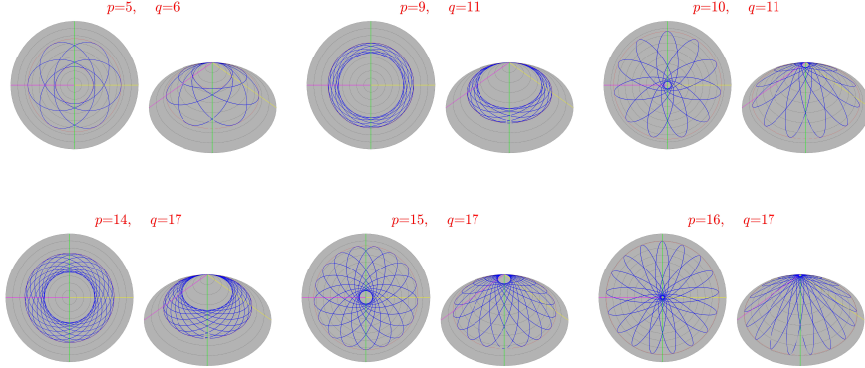 p=5, q=6
p=9, q=11
p=10, q=11
p=14, q=17
p=15, q=17
p=16, q=17